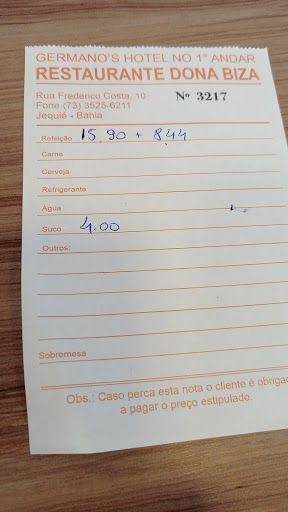 GERMANO'S HOTEL NO 1º ANDAR
RESTAURANTE DONA BIZA
Rua Frederico Costa, 10 Nº 3217
Fone (73) 3525-6211
Jequié - Bahia
Refeição 15.90 + 8,44
Carne
Cerveja
Refrigerante
Água
Suco 4.00
Outros:
Sobremesa
Obs.: Caso perca esta nota o cliente é obrigad
a pagar o preço estipulado.